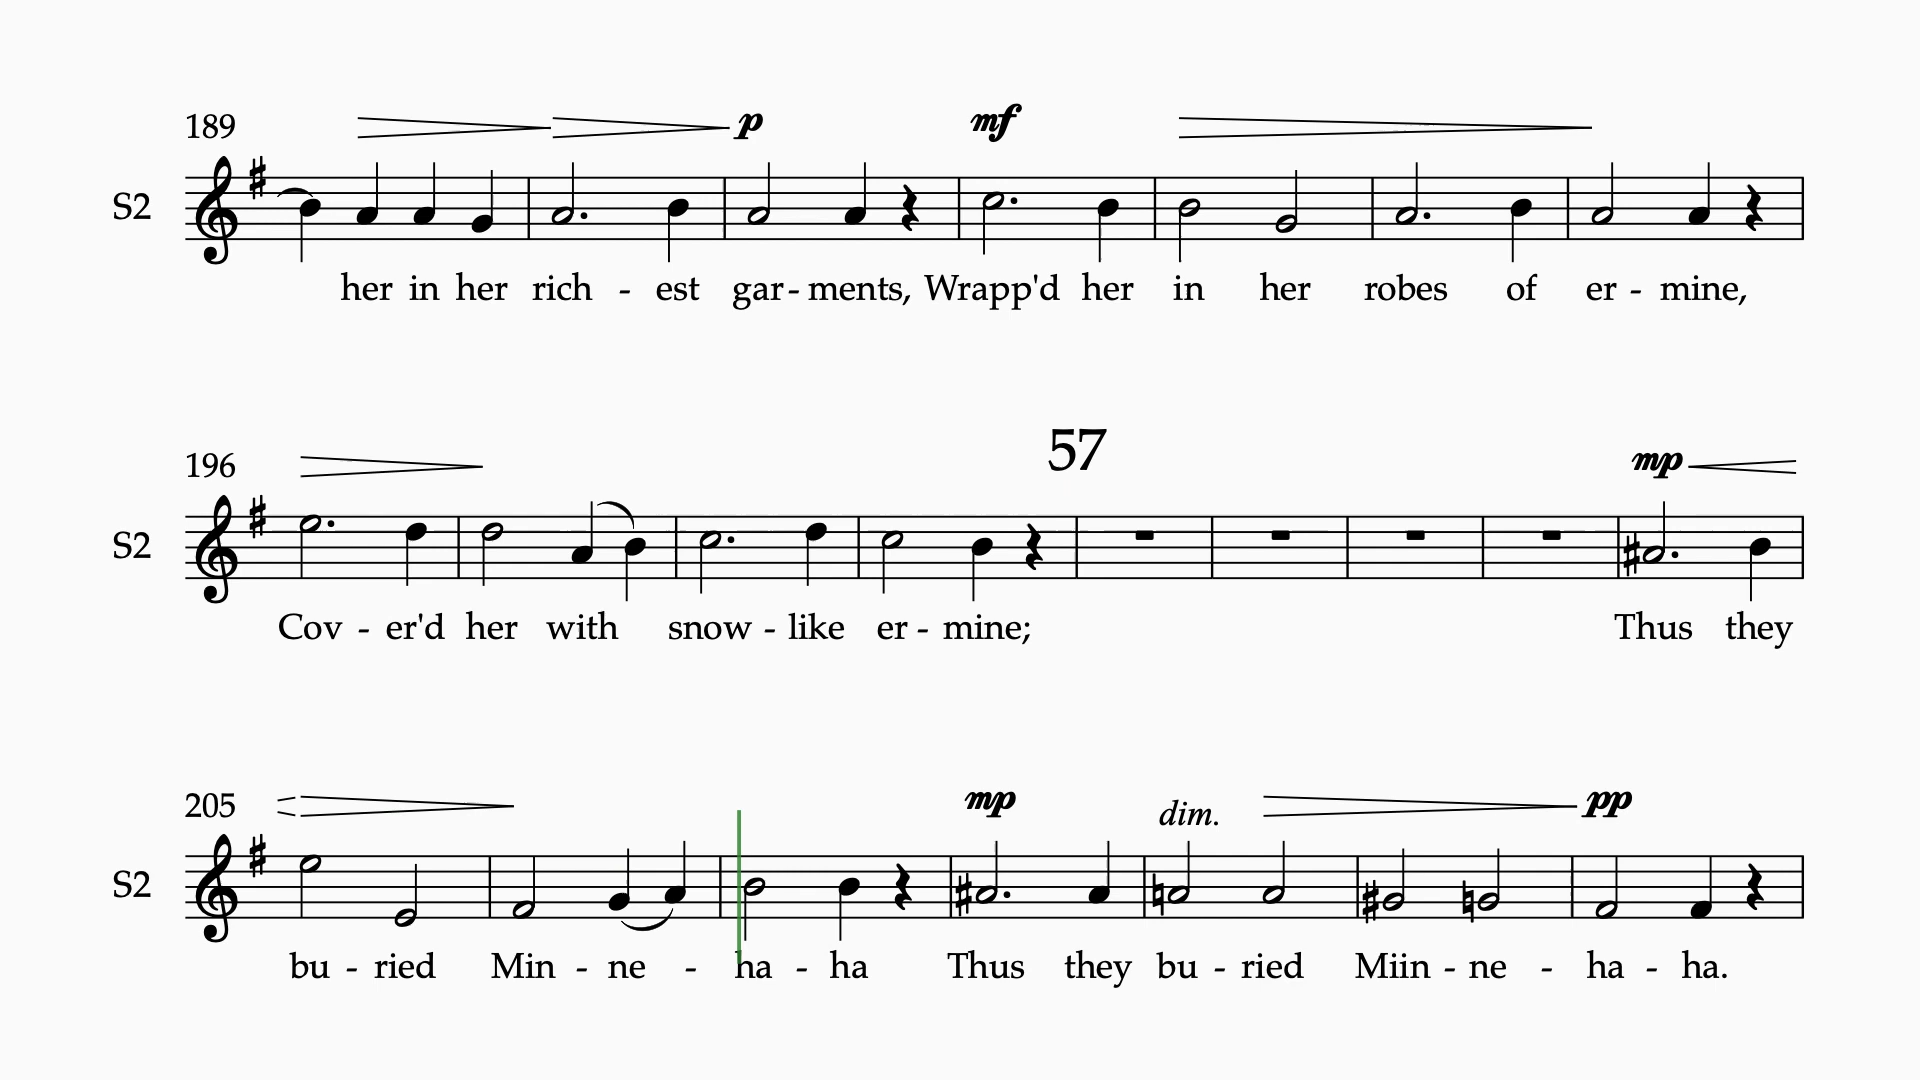 189 p mf
S2
her in her rich - est gar - ments, Wrapp'd her in her robes of er - mine,
57
196 mp
S2
Cov - er'd her with snow - like er - mine; Thus they
205 mp dim. pp
S2
bu - ried Min - ne - ha - ha Thus they bu - ried Miin - ne - ha - ha.